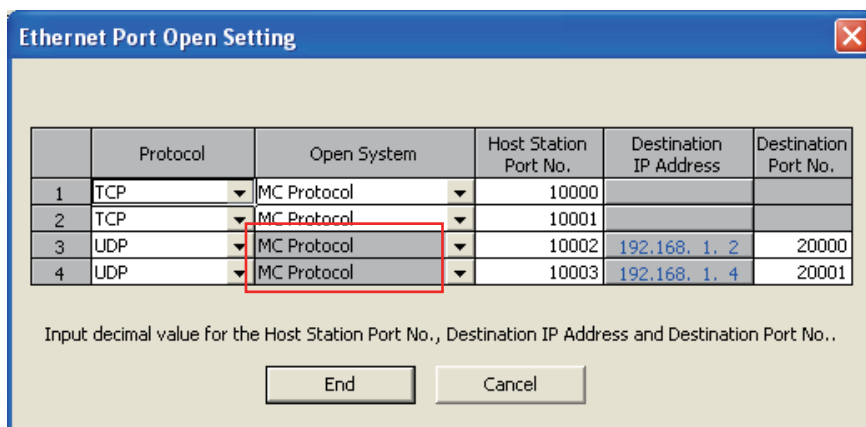 Ethernet Port Open Setting
Protocol Open System Host Station Port No. Destination IP Address Destination Port No.
1 TCP MC Protocol 10000
2 TCP MC Protocol 10001
3 UDP MC Protocol 10002 192.168. 1. 2 20000
4 UDP MC Protocol 10003 192.168. 1. 4 20001
Input decimal value for the Host Station Port No., Destination IP Address and Destination Port No..
End Cancel